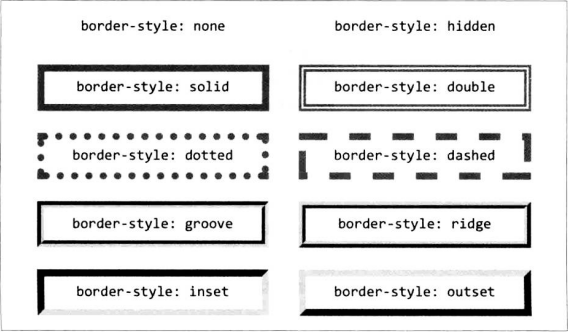 border-style: none
border-style: hidden
border-style: solid
border-style: double
border-style: dotted
border-style: dashed
border-style: groove
border-style: ridge
border-style: inset
border-style: outset